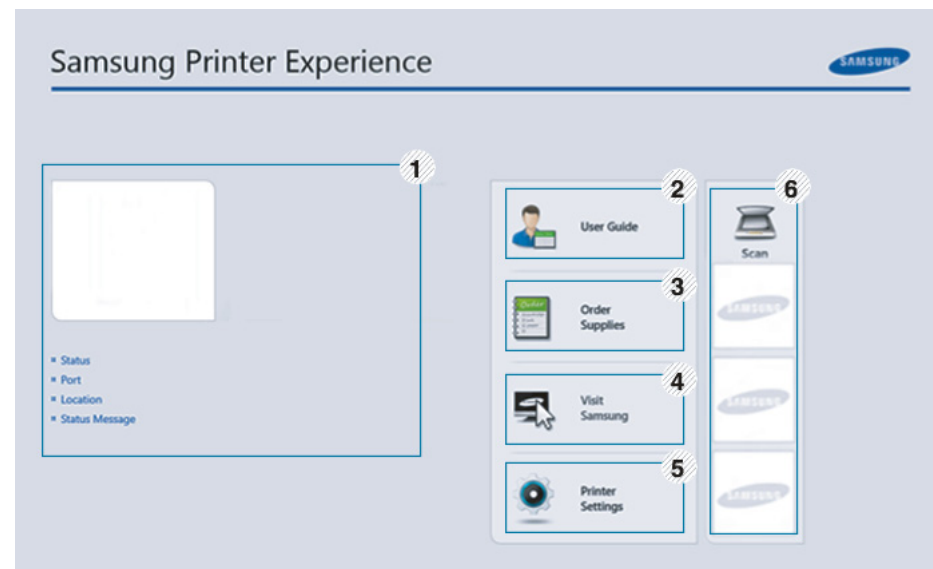 Samsung Printer Experience
SAMSUNG
1
Status
Port
Location
Status Message
2
User Guide
3
Order
Order
Supplies
4
Visit
Samsung
5
Printer
Settings
6
Scan
SAMSUNG
SAMSUNG
SAMSUNG